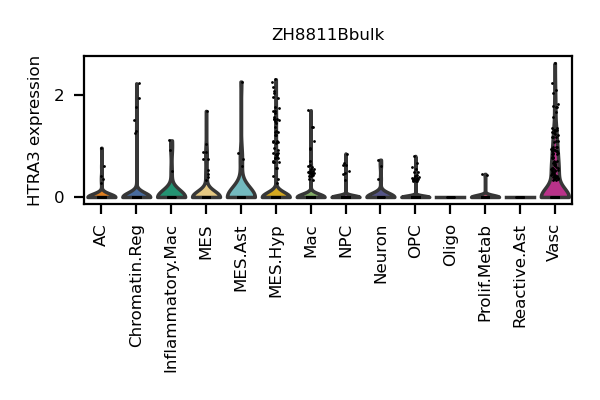 ZH8811Bbulk
HTRA3 expression
2
0
AC
Chromatin.Reg
Inflammatory.Mac
MES
MES.Ast
MES.Hyp
Mac
NPC
Neuron
OPC
Oligo
Prolif.Metab
Reactive.Ast
Vasc